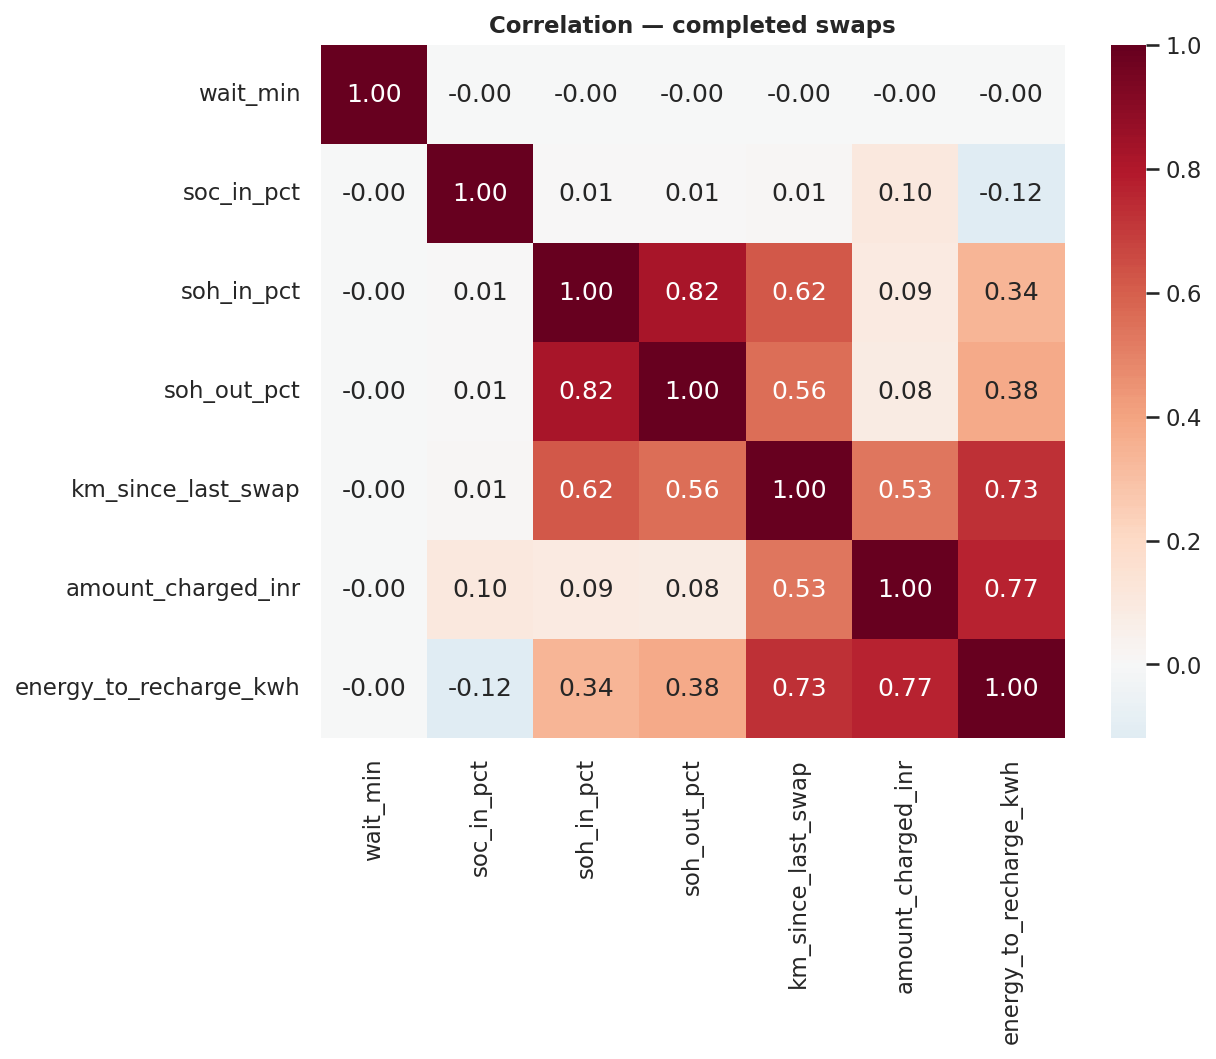 Correlation — completed swaps
wait_min 1.00 -0.00 -0.00 -0.00 -0.00 -0.00 -0.00
soc_in_pct -0.00 1.00 0.01 0.01 0.01 0.10 -0.12
soh_in_pct -0.00 0.01 1.00 0.82 0.62 0.09 0.34
soh_out_pct -0.00 0.01 0.82 1.00 0.56 0.08 0.38
km_since_last_swap -0.00 0.01 0.62 0.56 1.00 0.53 0.73
amount_charged_inr -0.00 0.10 0.09 0.08 0.53 1.00 0.77
energy_to_recharge_kwh -0.00 -0.12 0.34 0.38 0.73 0.77 1.00
wait_min
soc_in_pct
soh_in_pct
soh_out_pct
km_since_last_swap
amount_charged_inr
energy_to_recharge_kwh
1.0
0.8
0.6
0.4
0.2
0.0